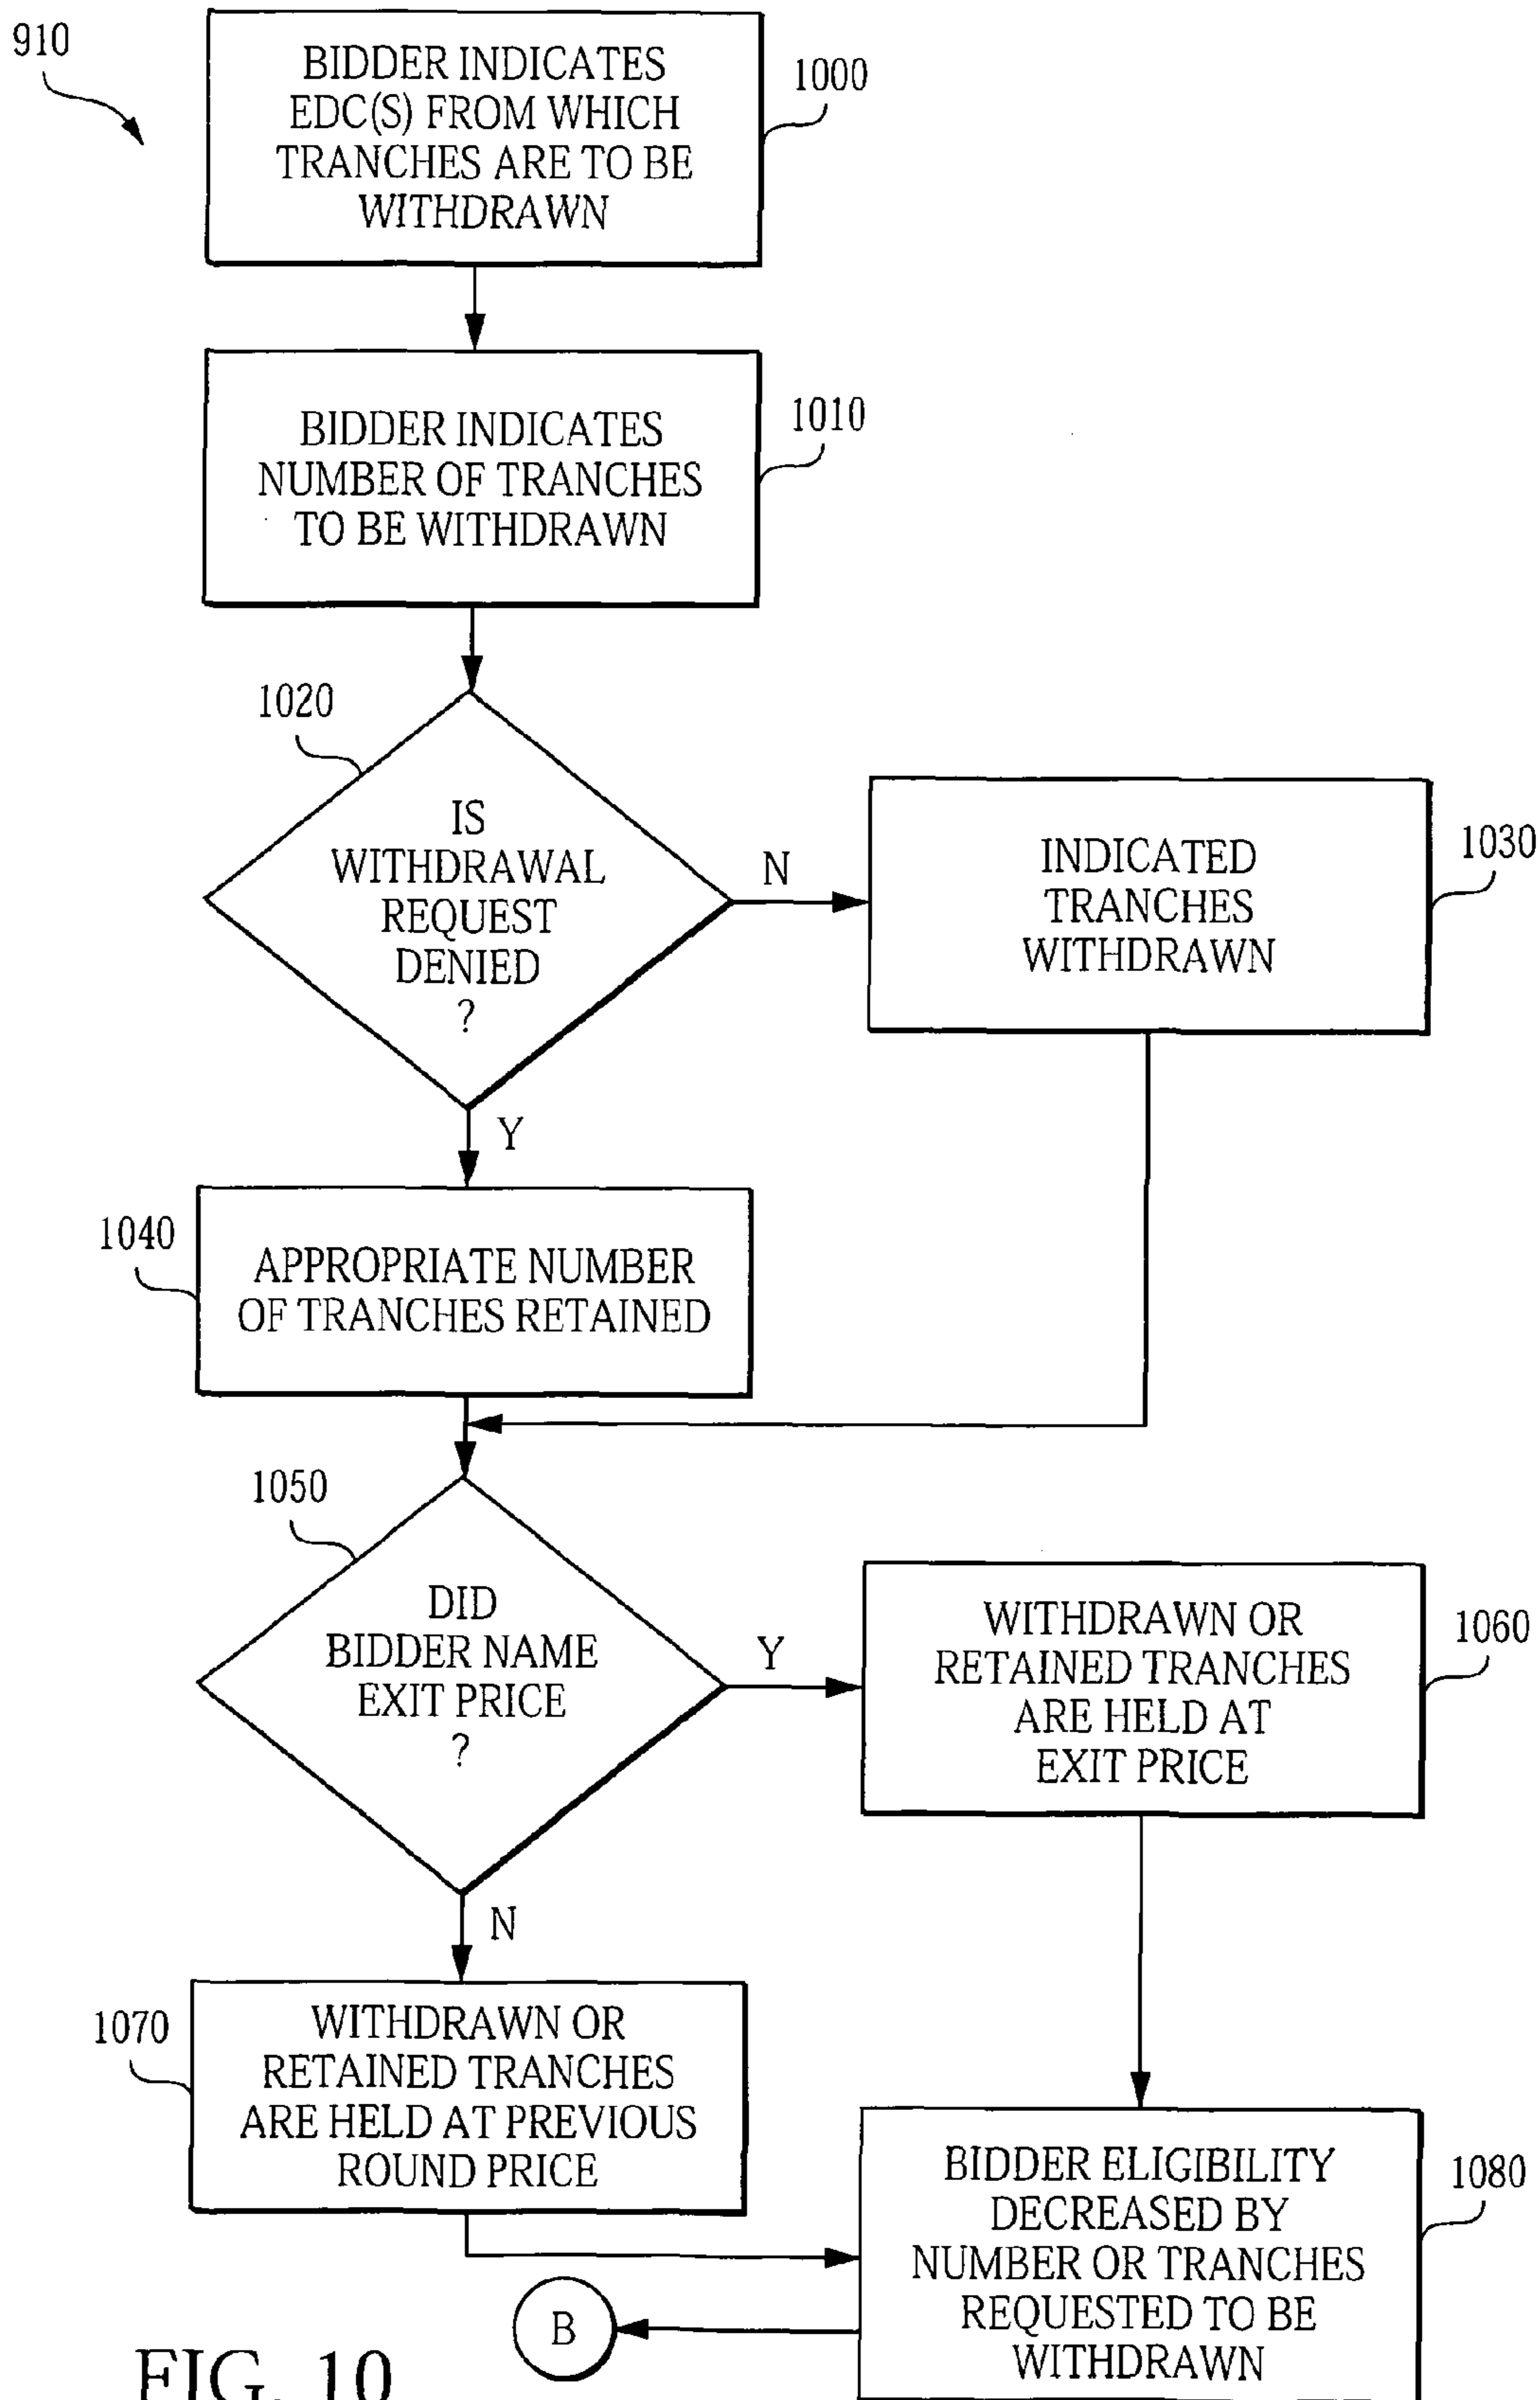 910
BIDDER INDICATES
EDC(S) FROM WHICH
TRANCHES ARE TO BE
WITHDRAWN
1000
BIDDER INDICATES
NUMBER OF TRANCHES
TO BE WITHDRAWN
1010
1020
IS
WITHDRAWAL
REQUEST
DENIED
?
N
INDICATED
TRANCHES
WITHDRAWN
1030
Y
1040
APPROPRIATE NUMBER
OF TRANCHES RETAINED
1050
DID
BIDDER NAME
EXIT PRICE
?
Y
WITHDRAWN OR
RETAINED TRANCHES
ARE HELD AT
EXIT PRICE
1060
N
1070
WITHDRAWN OR
RETAINED TRANCHES
ARE HELD AT PREVIOUS
ROUND PRICE
BIDDER ELIGIBILITY
DECREASED BY
NUMBER OR TRANCHES
REQUESTED TO BE
WITHDRAWN
1080
B
FIG. 10